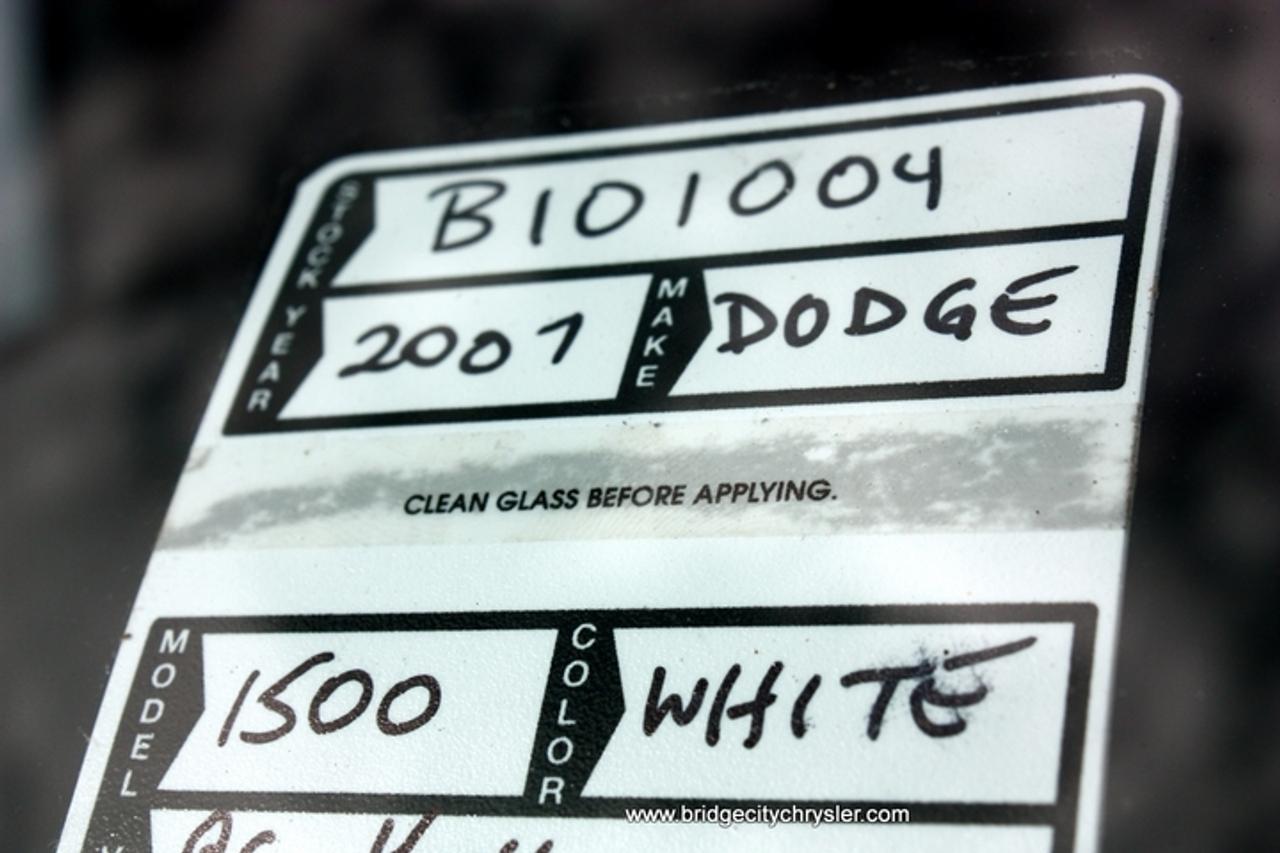 STOCK B101004
YEAR 2007 MAKE DODGE
CLEAN GLASS BEFORE APPLYING.
MODEL 1500 COLOR WHITE
www.bridgecitychrysler.com